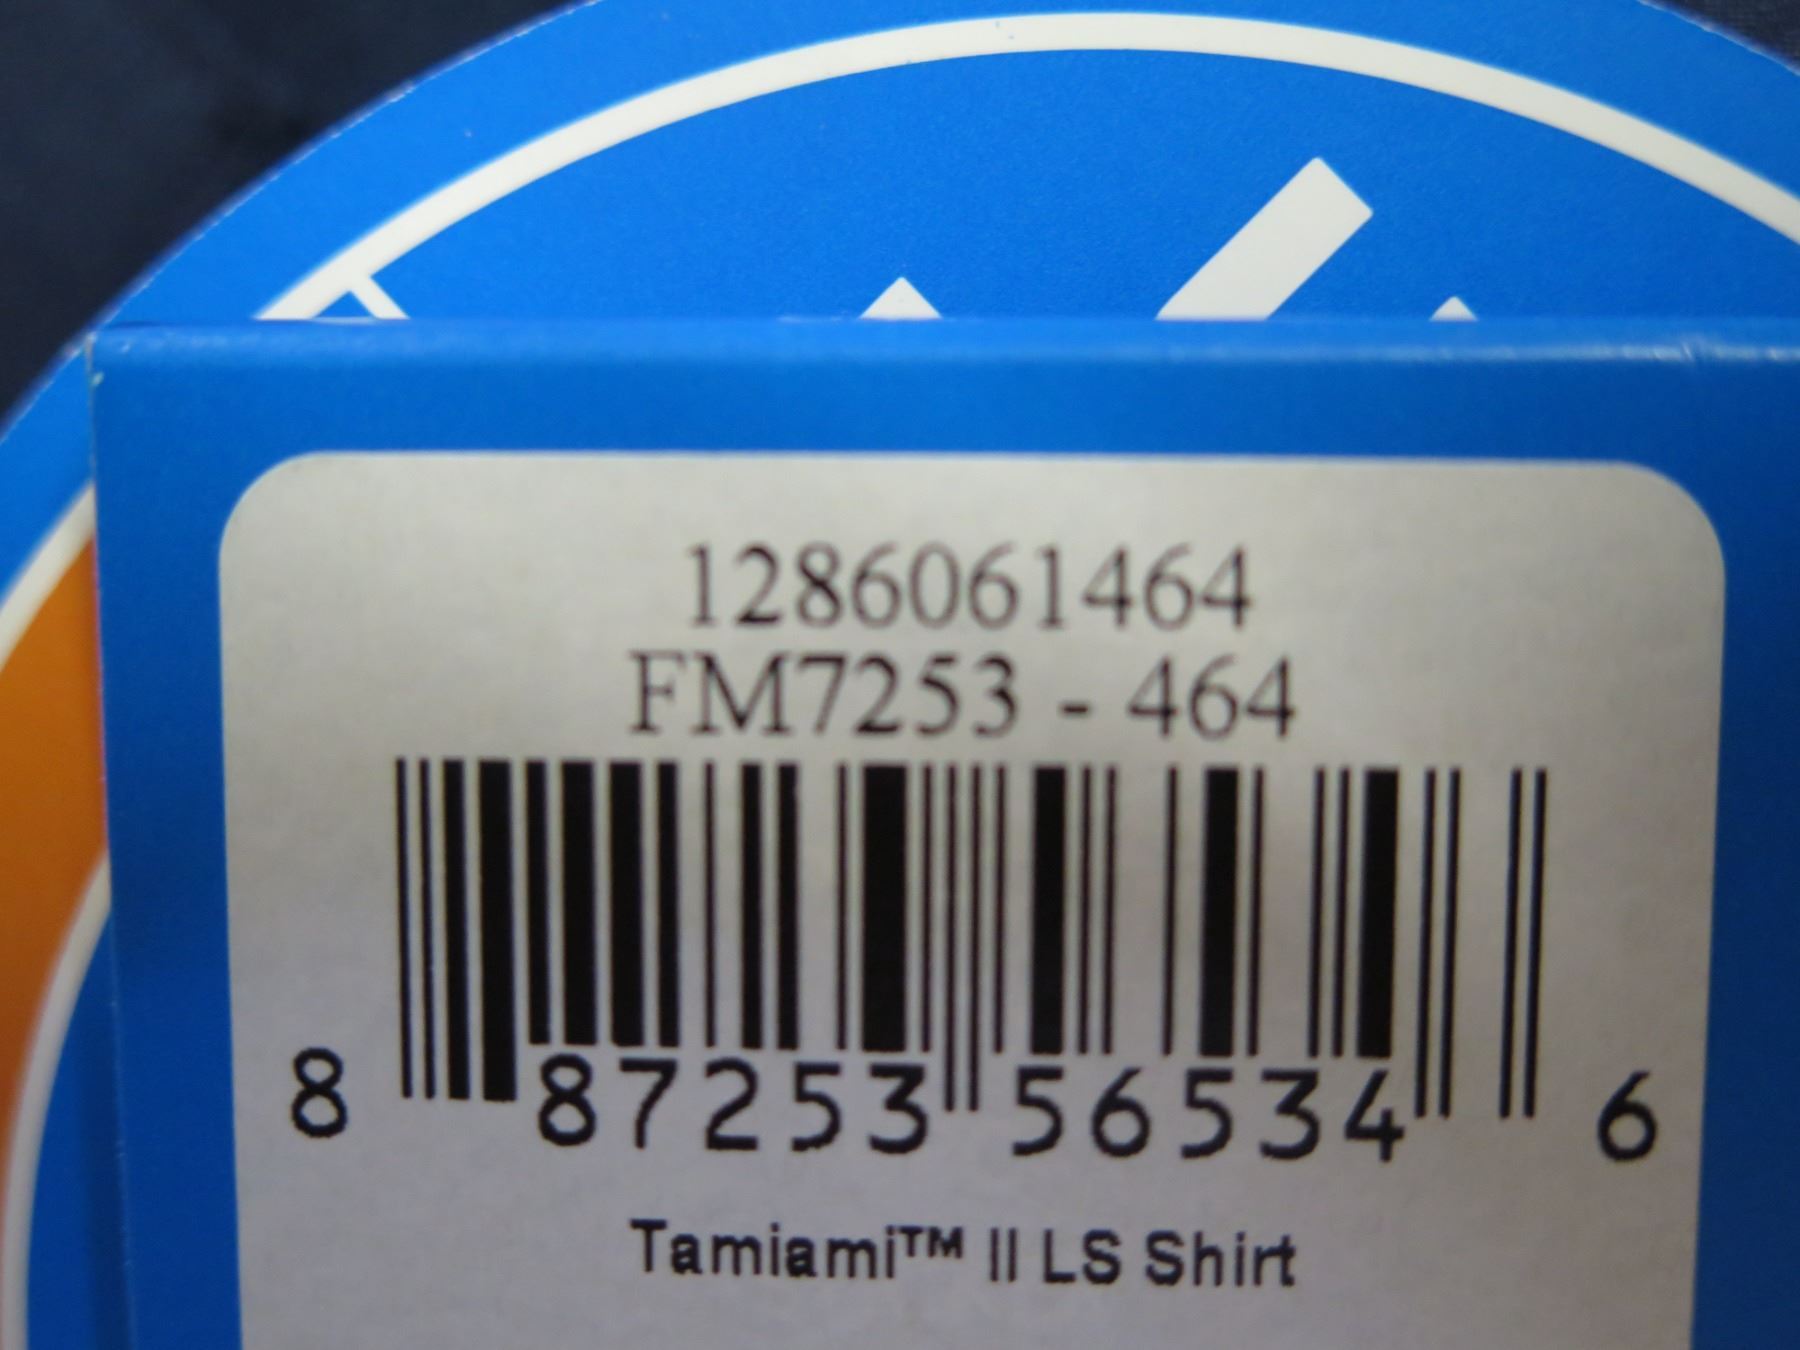 1286061464
FM7253 - 464
8 87253 56534 6
Tamiami™ II LS Shirt